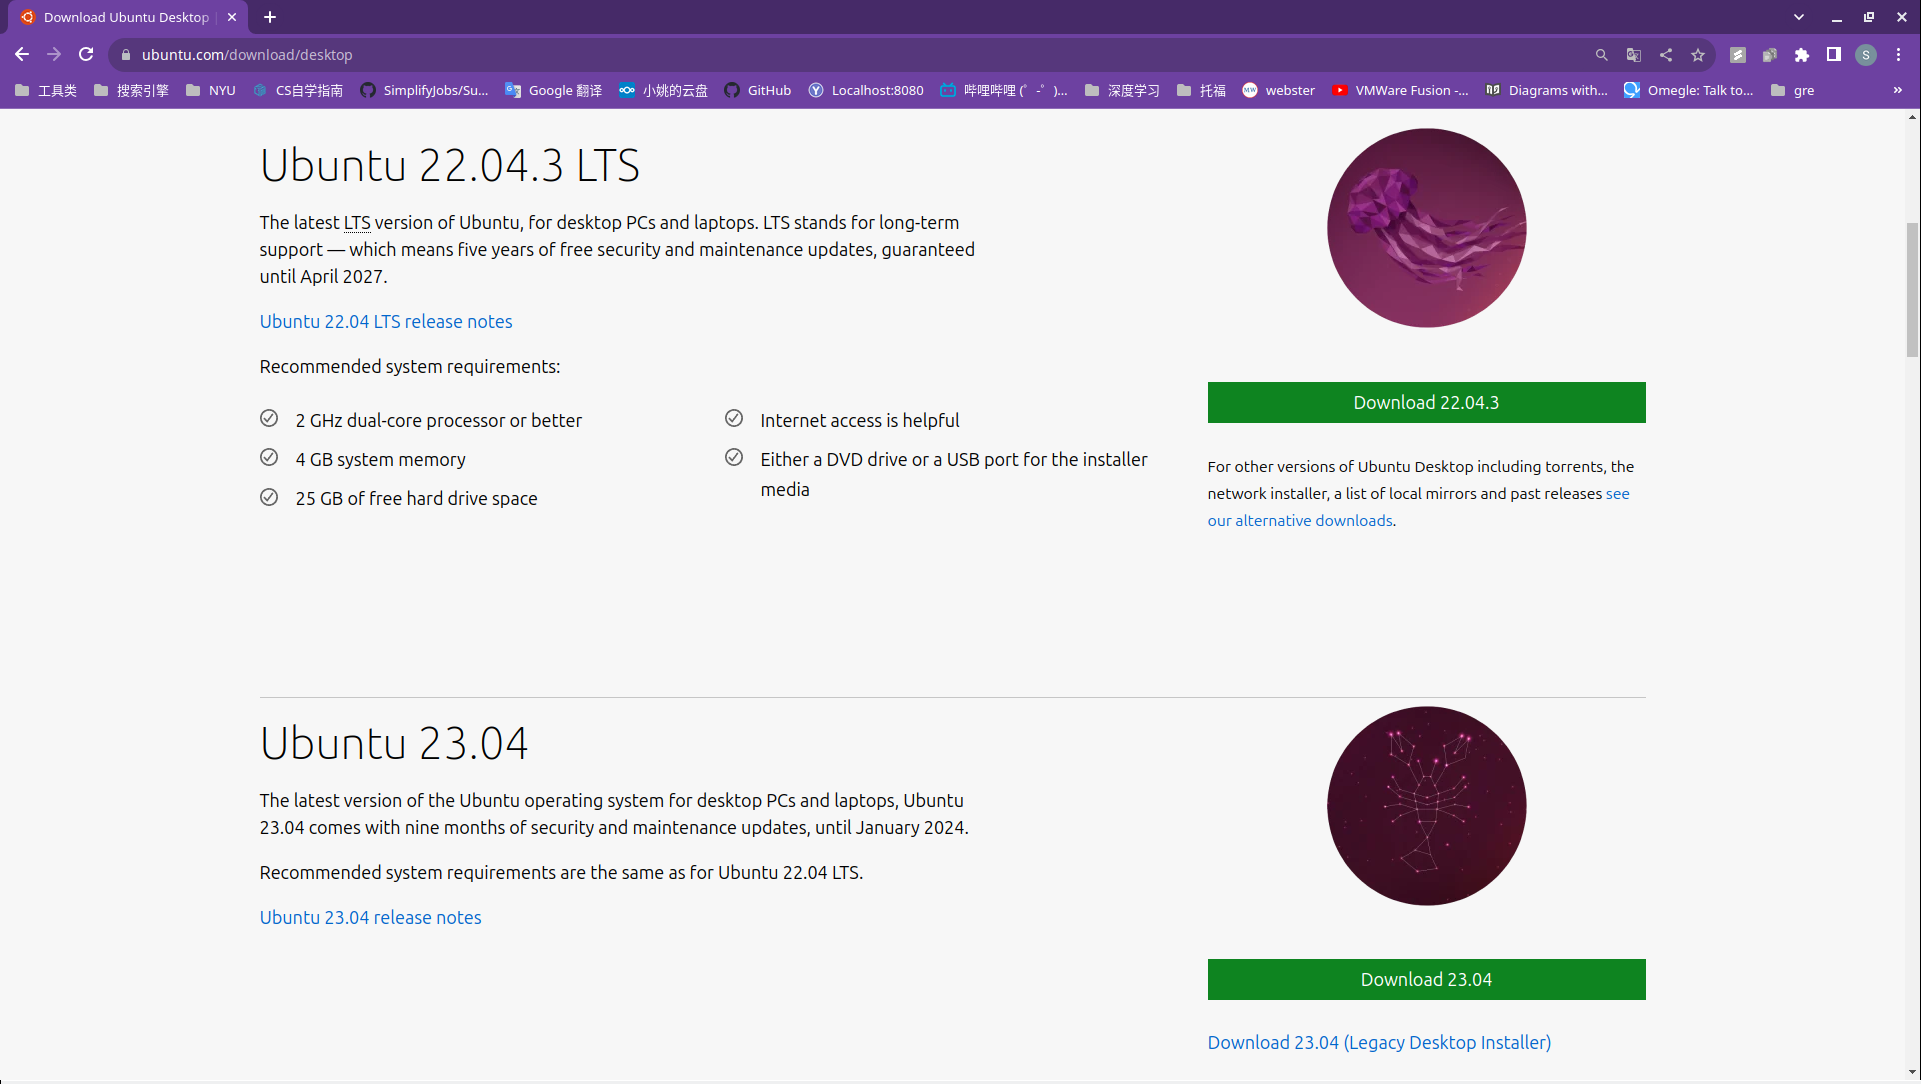 Download Ubuntu Desktop
ubuntu.com/download/desktop
S
工具类
搜索引擎
NYU
CS自学指南
SimplifyJobs/Su...
Google 翻译
小姚的云盘
GitHub
Localhost:8080
哔哩哔哩 (゜-゜)...
深度学习
托福
webster
VMWare Fusion -...
Diagrams with...
Omegle: Talk to...
gre
»
Ubuntu 22.04.3 LTS
The latest LTS version of Ubuntu, for desktop PCs and laptops. LTS stands for long-term
support — which means five years of free security and maintenance updates, guaranteed
until April 2027.
Ubuntu 22.04 LTS release notes
Recommended system requirements:
2 GHz dual-core processor or better
4 GB system memory
25 GB of free hard drive space
Internet access is helpful
Either a DVD drive or a USB port for the installer
media
Download 22.04.3
For other versions of Ubuntu Desktop including torrents, the
network installer, a list of local mirrors and past releases see
our alternative downloads.
Ubuntu 23.04
The latest version of the Ubuntu operating system for desktop PCs and laptops, Ubuntu
23.04 comes with nine months of security and maintenance updates, until January 2024.
Recommended system requirements are the same as for Ubuntu 22.04 LTS.
Ubuntu 23.04 release notes
Download 23.04
Download 23.04 (Legacy Desktop Installer)